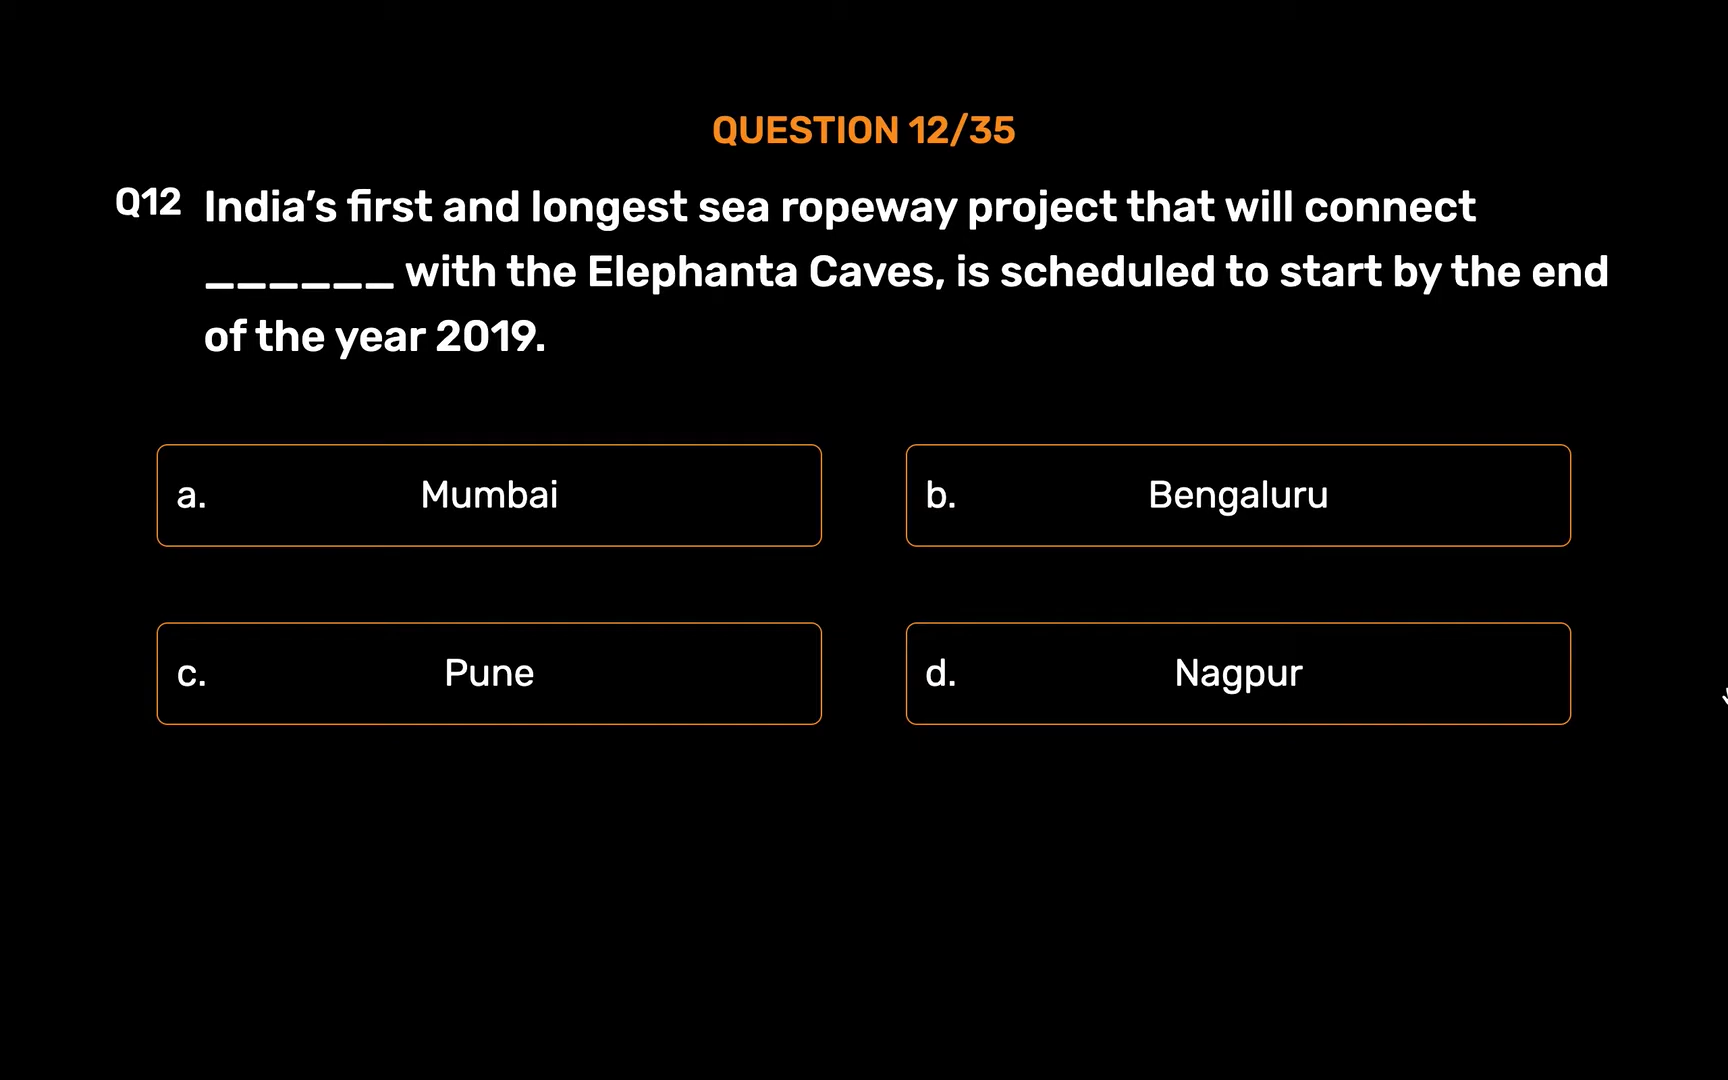 QUESTION 12/35
Q12 India’s first and longest sea ropeway project that will connect
______ with the Elephanta Caves, is scheduled to start by the end
of the year 2019.
a. Mumbai
b. Bengaluru
c. Pune
d. Nagpur